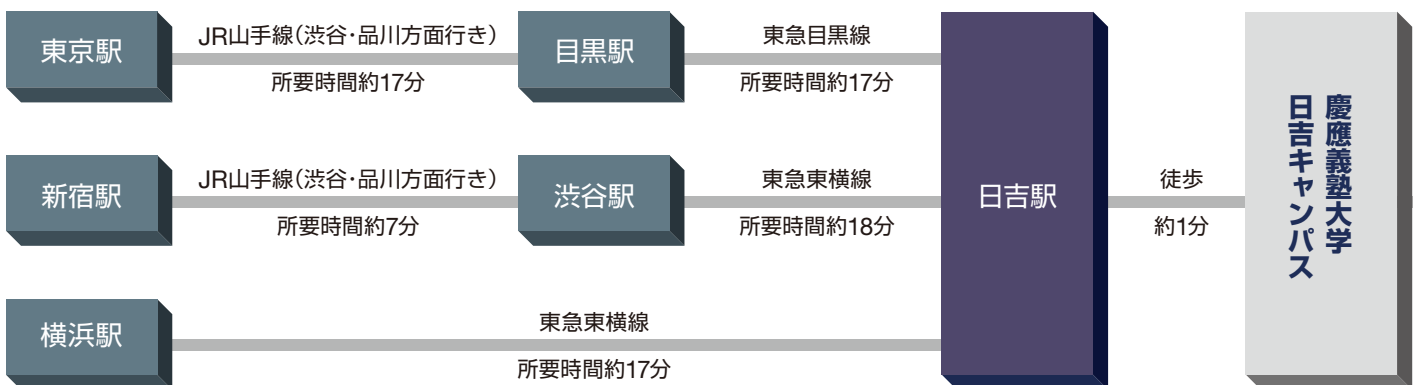 東京駅
JR山手線(渋谷・品川方面行き)
所要時間約17分
目黒駅
東急目黒線
所要時間約17分
新宿駅
JR山手線(渋谷・品川方面行き)
所要時間約7分
渋谷駅
東急東横線
所要時間約18分
横浜駅
東急東横線
所要時間約17分
日吉駅
徒歩
約1分
慶應義塾大学
日吉キャンパス